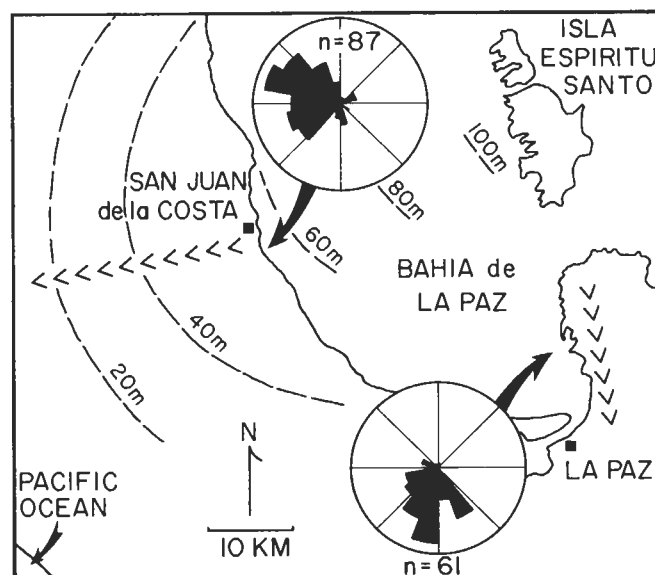 n=87
ISLA
ESPIRITU
SANTO
100m
SAN JUAN
de la COSTA
80m
60m
BAHIA de
LA PAZ
40m
20m
N
LA PAZ
PACIFIC
OCEAN
10 KM
n=61